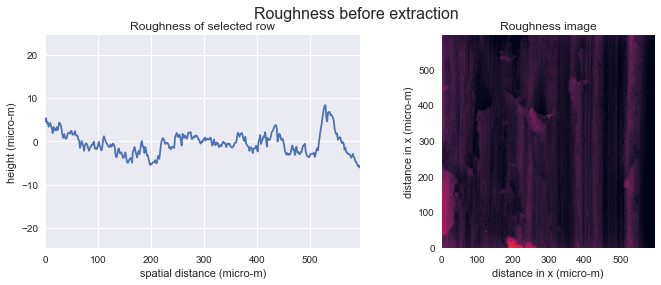 Roughness before extraction
Roughness of selected row
height (micro-m)
20
10
0
−10
−20
0 100 200 300 400 500
spatial distance (micro-m)
Roughness image
distance in x (micro-m)
500
400
300
200
100
0
0 100 200 300 400 500
distance in x (micro-m)